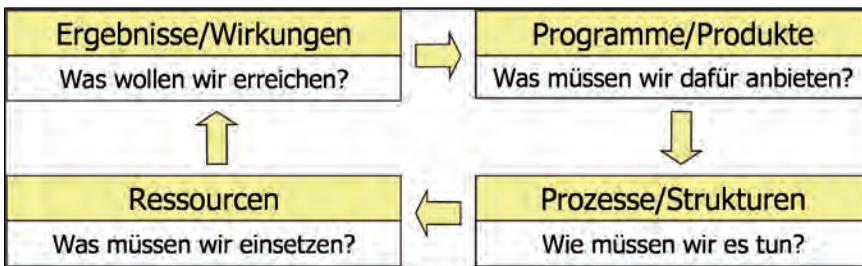 Ergebnisse/Wirkungen
Was wollen wir erreichen?
Programme/Produkte
Was müssen wir dafür anbieten?
Ressourcen
Was müssen wir einsetzen?
Prozesse/Strukturen
Wie müssen wir es tun?